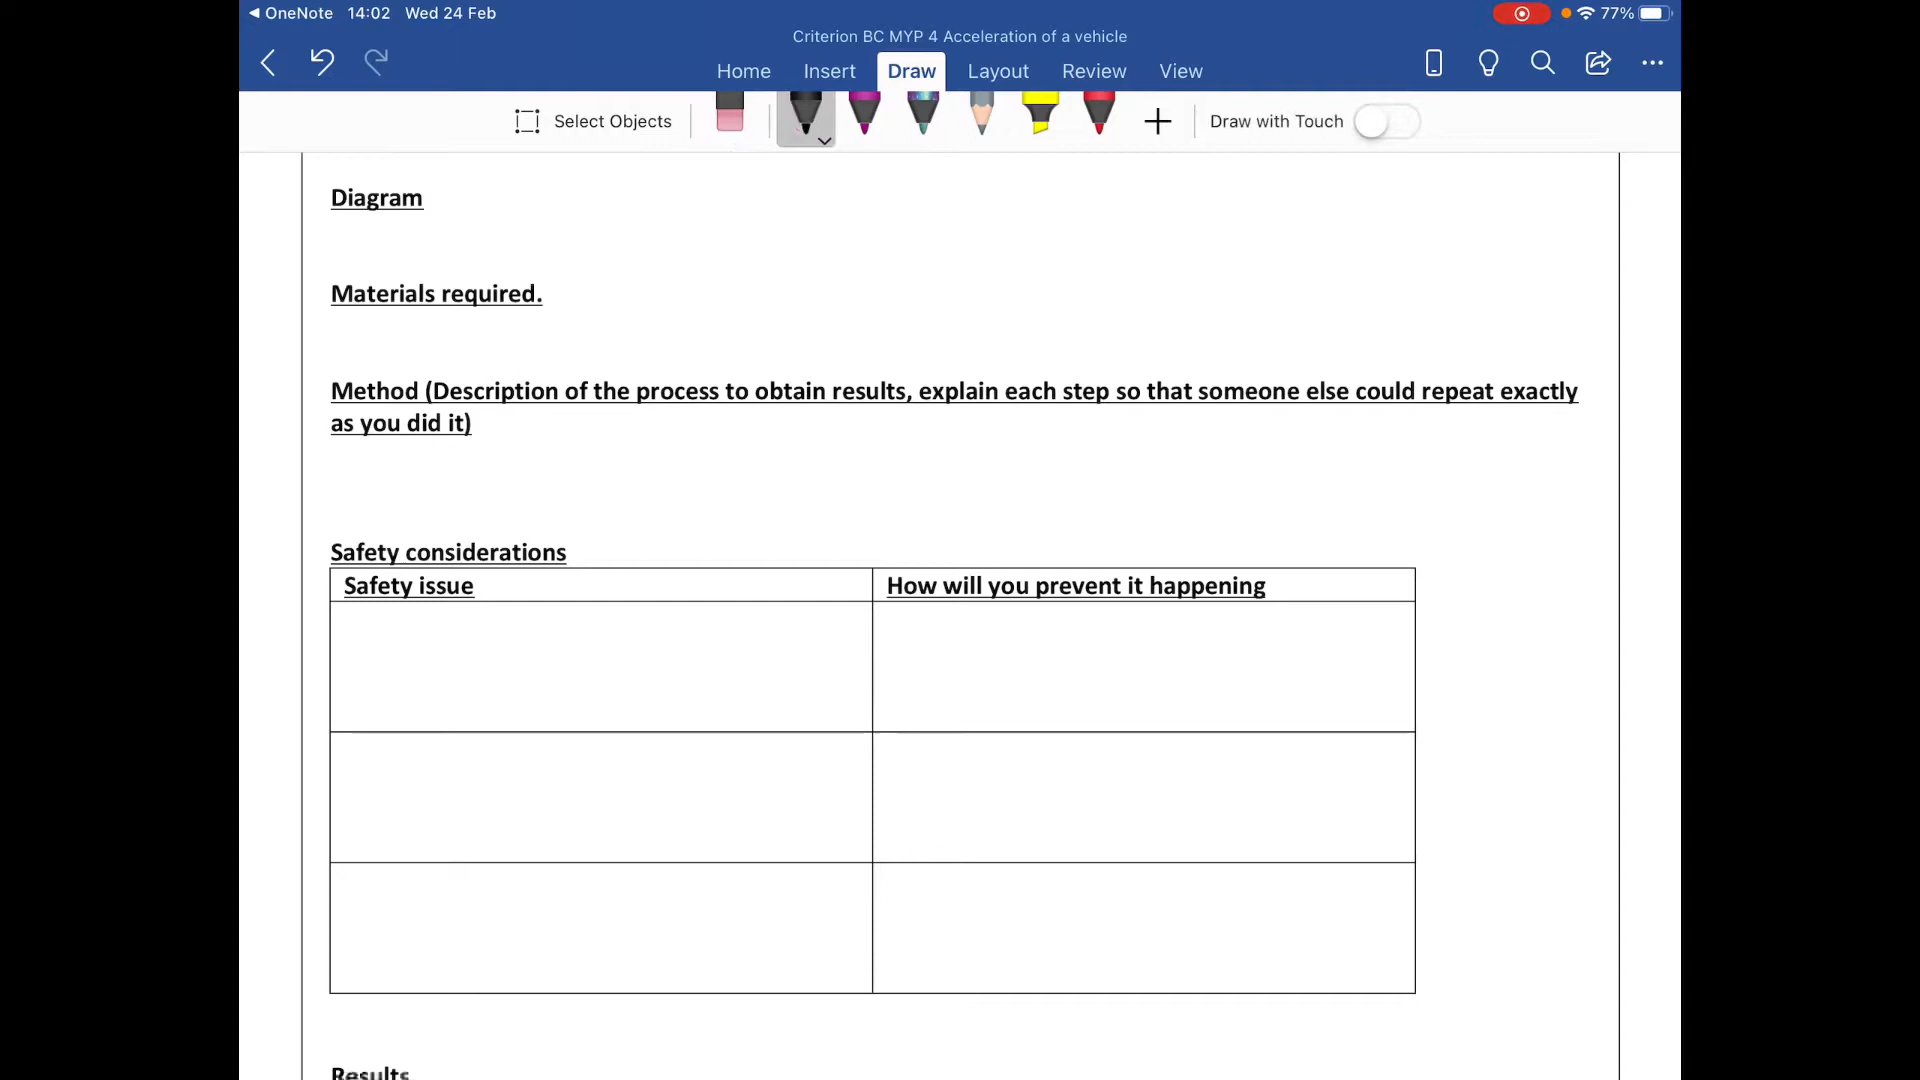 OneNote 14:02 Wed 24 Feb 77%
Criterion BC MYP 4 Acceleration of a vehicle
Home Insert Draw Layout Review View
Select Objects Draw with Touch
Diagram
Materials required.
Method (Description of the process to obtain results, explain each step so that someone else could repeat exactly
as you did it)
Safety considerations
Safety issue How will you prevent it happening
Results